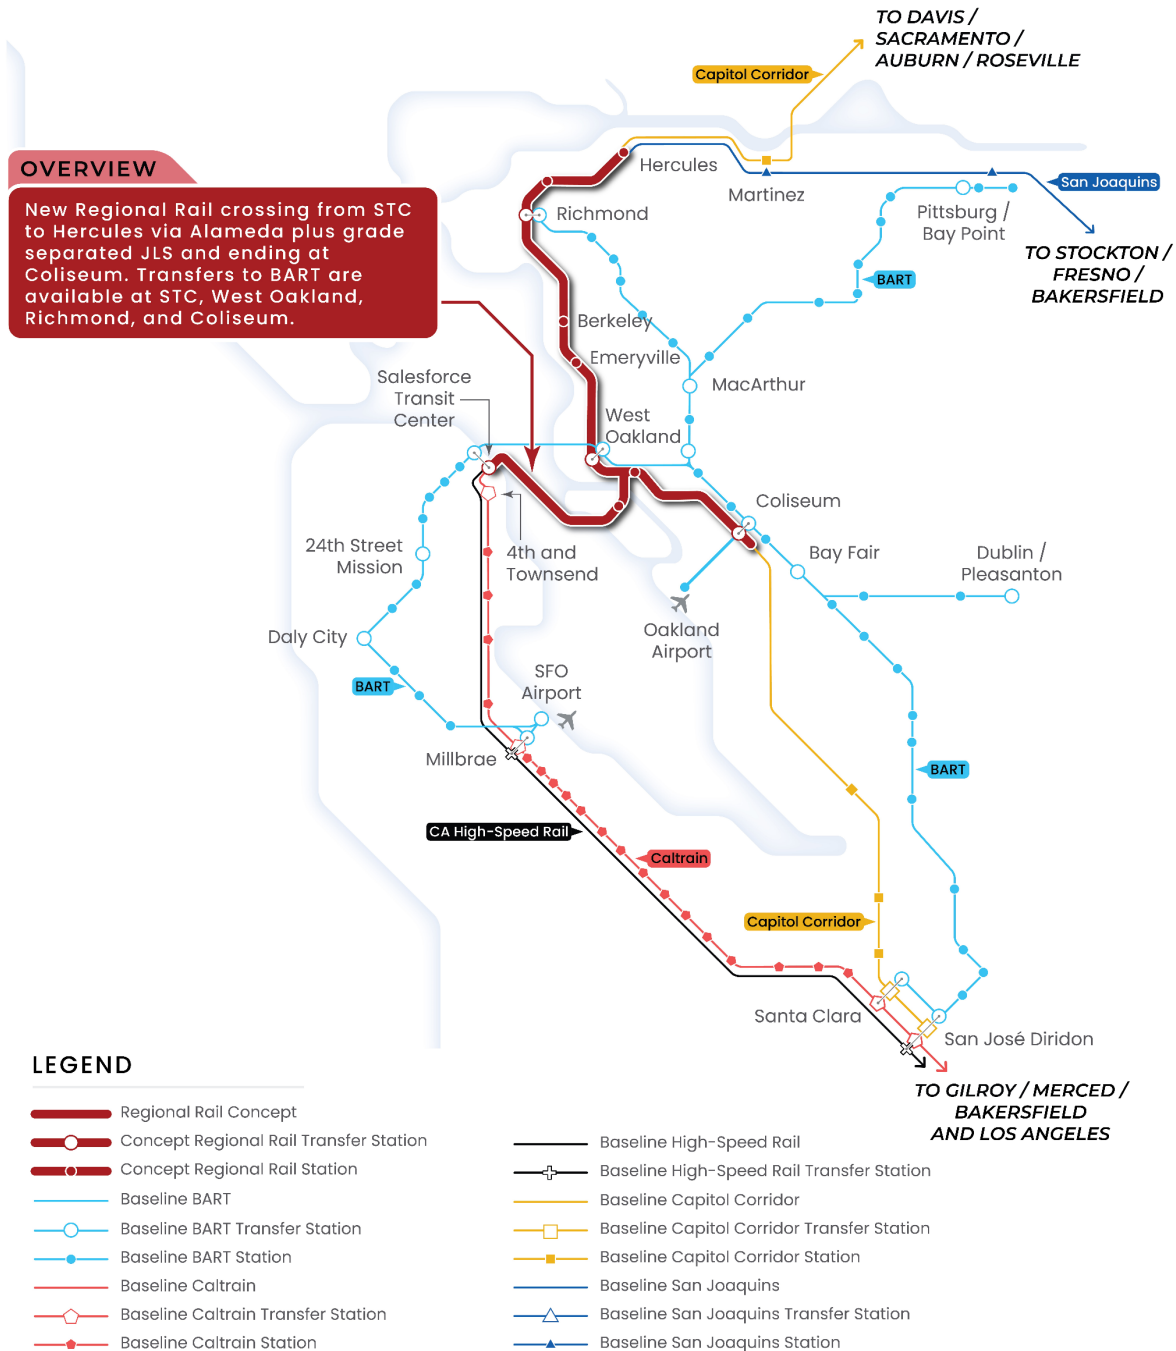 TO DAVIS /
SACRAMENTO /
AUBURN / ROSEVILLE
Capitol Corridor
OVERVIEW
New Regional Rail crossing from STC
to Hercules via Alameda plus grade
separated JLS and ending at
Coliseum. Transfers to BART are
available at STC, West Oakland,
Richmond, and Coliseum.
Hercules
Martinez
San Joaquins
Richmond
Pittsburg /
Bay Point
TO STOCKTON /
FRESNO /
BAKERSFIELD
BART
Berkeley
Emeryville
MacArthur
Salesforce
Transit
Center
West
Oakland
Coliseum
24th Street
Mission
4th and
Townsend
Bay Fair
Dublin /
Pleasanton
Daly City
Oakland
Airport
SFO
Airport
BART
Millbrae
BART
CA High-Speed Rail
Caltrain
Capitol Corridor
Santa Clara
San José Diridon
TO GILROY / MERCED /
BAKERSFIELD
AND LOS ANGELES
LEGEND
Regional Rail Concept
Concept Regional Rail Transfer Station
Concept Regional Rail Station
Baseline BART
Baseline BART Transfer Station
Baseline BART Station
Baseline Caltrain
Baseline Caltrain Transfer Station
Baseline Caltrain Station
Baseline High-Speed Rail
Baseline High-Speed Rail Transfer Station
Baseline Capitol Corridor
Baseline Capitol Corridor Transfer Station
Baseline Capitol Corridor Station
Baseline San Joaquins
Baseline San Joaquins Transfer Station
Baseline San Joaquins Station